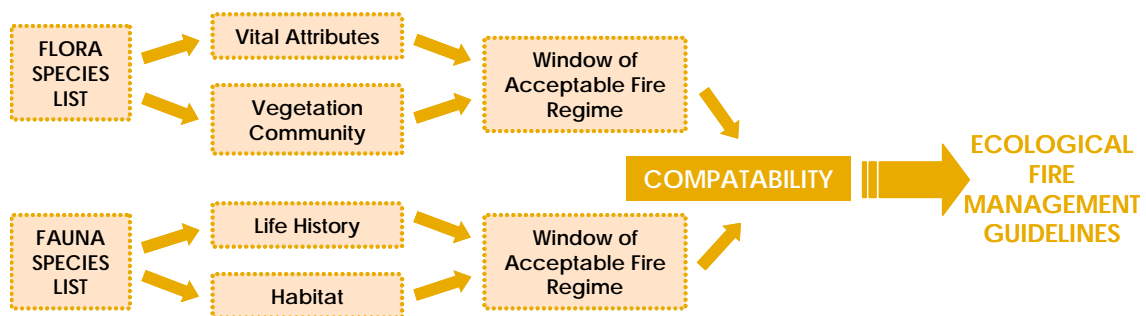 FLORA
SPECIES
LIST
Vital Attributes
Vegetation
Community
Window of
Acceptable Fire
Regime
FAUNA
SPECIES
LIST
Life History
Habitat
Window of
Acceptable Fire
Regime
COMPATABILITY
ECOLOGICAL
FIRE
MANAGEMENT
GUIDELINES